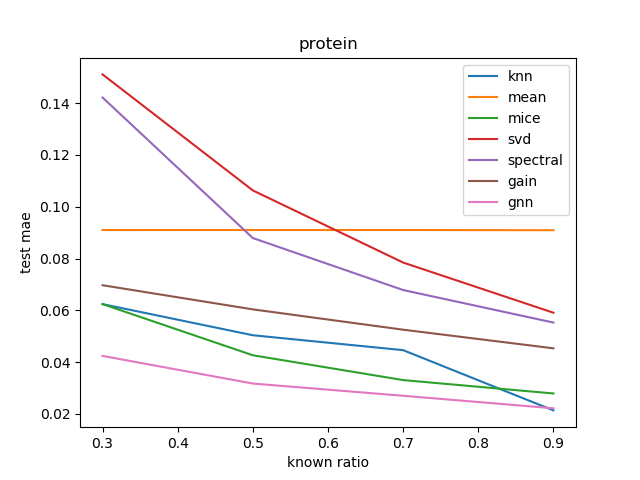 protein
test mae
0.14
0.12
0.10
0.08
0.06
0.04
0.02
knn
mean
mice
svd
spectral
gain
gnn
0.3
0.4
0.5
0.6
0.7
0.8
0.9
known ratio